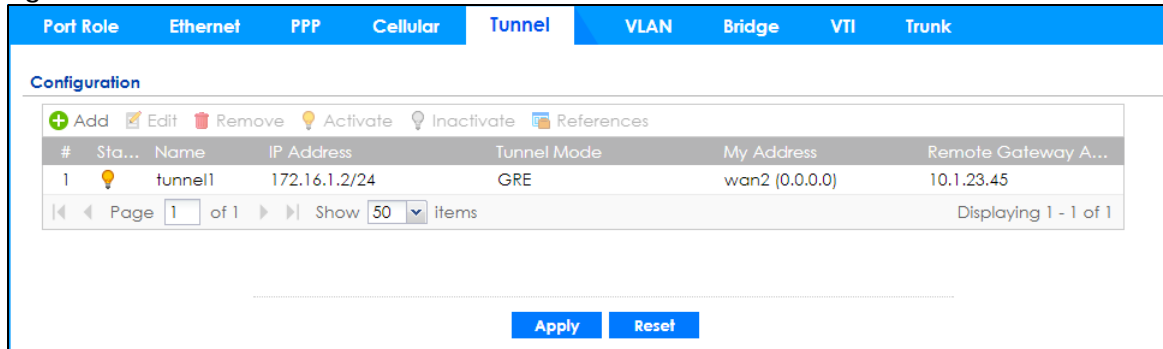 Port Role Ethernet PPP Cellular Tunnel VLAN Bridge VTI Trunk
Configuration
Add Edit Remove Activate Inactivate References
# Sta... Name IP Address Tunnel Mode My Address Remote Gateway A...
1 tunnel1 172.16.1.2/24 GRE wan2 (0.0.0.0) 10.1.23.45
Page 1 of 1 Show 50 items Displaying 1 - 1 of 1
Apply Reset